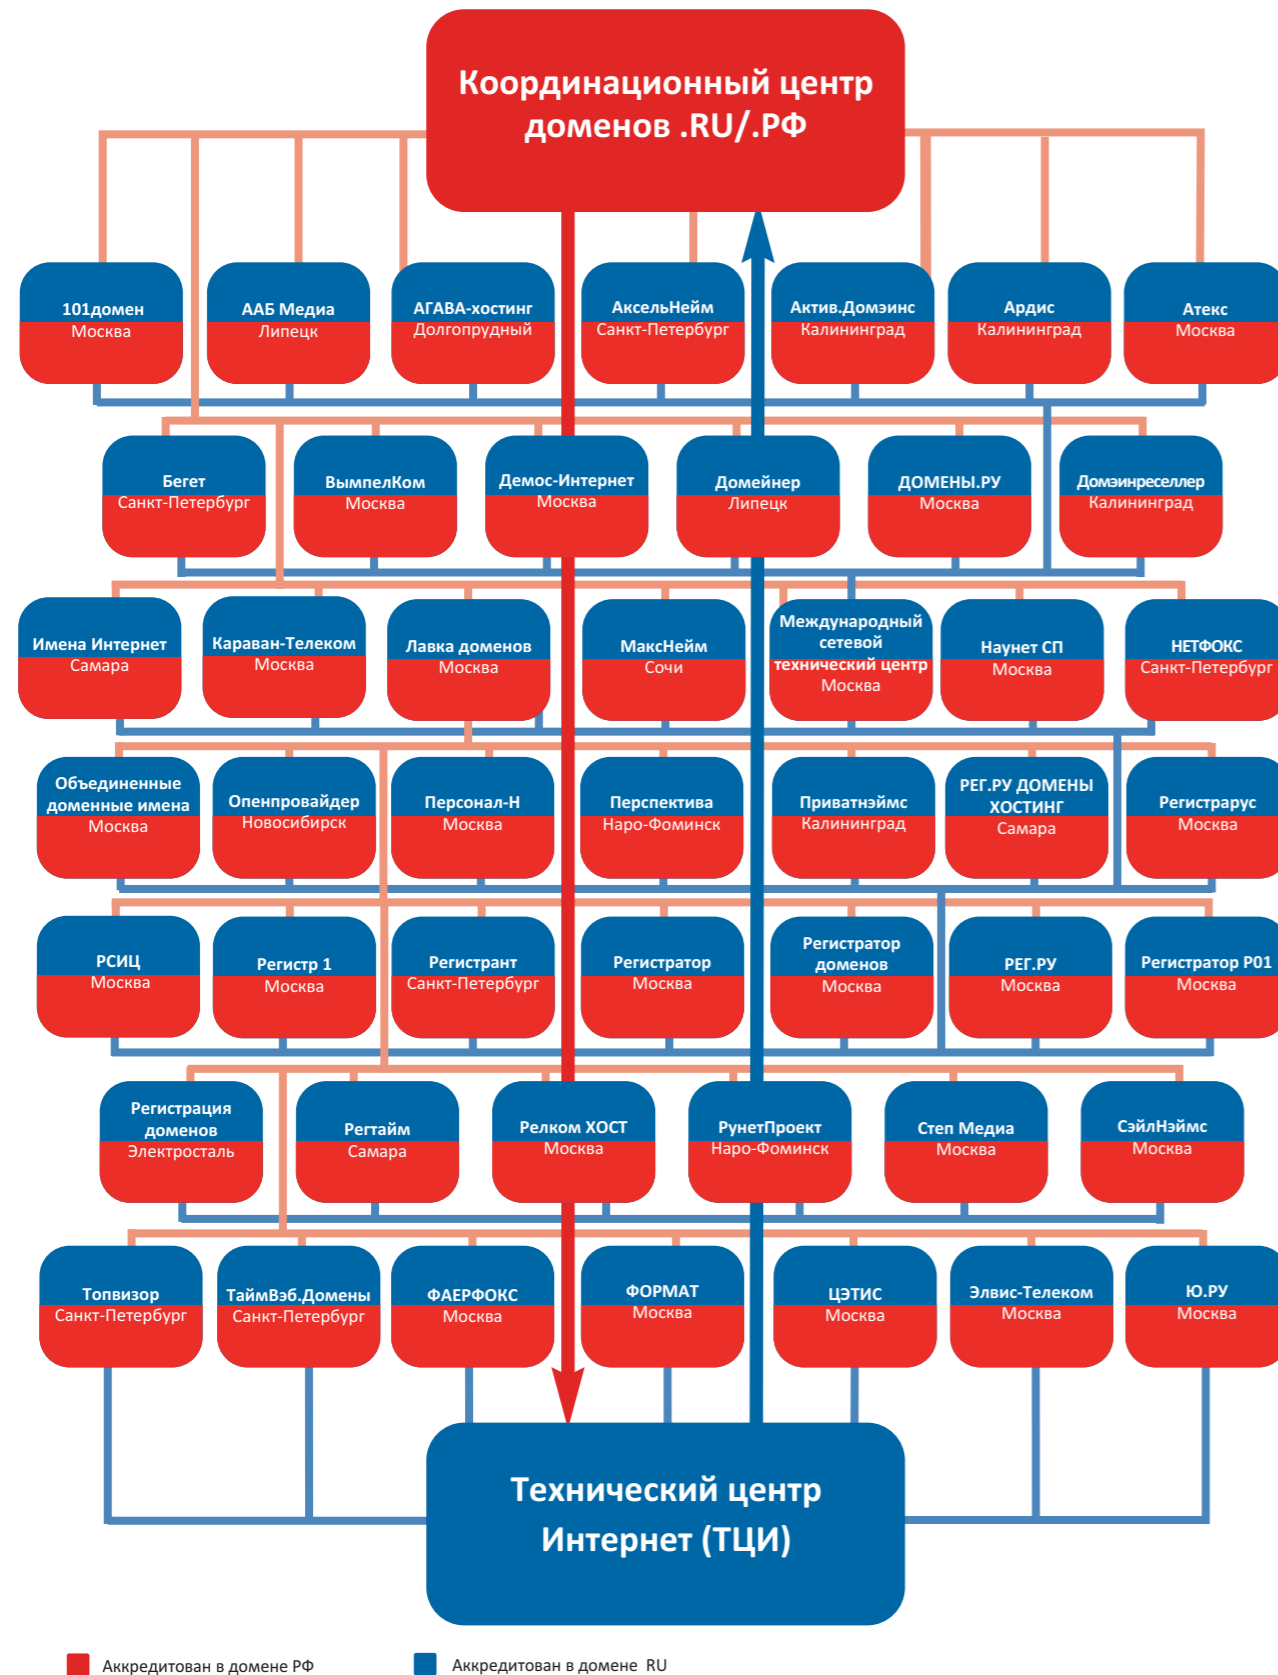 Координационный центр
доменов .RU/.РФ
101домен
Москва
ААБ Медиа
Липецк
АГАВА-хостинг
Долгопрудный
АксельНейм
Санкт-Петербург
Актив.Домэинс
Калининград
Ардис
Калининград
Атекс
Москва
Бегет
Санкт-Петербург
ВымпелКом
Москва
Демос-Интернет
Москва
Домейнер
Липецк
ДОМЕНЫ.РУ
Москва
Домэинреселлер
Калининград
Имена Интернет
Самара
Караван-Телеком
Москва
Лавка доменов
Москва
МаксНейм
Сочи
Международный
сетевой
технический центр
Москва
Наунет СП
Москва
НЕТФОКС
Санкт-Петербург
Объединенные
доменные имена
Москва
Опенпровайдер
Новосибирск
Персонал-Н
Москва
Перспектива
Наро-Фоминск
Приватнэймс
Калининград
РЕГ.РУ ДОМЕНЫ
ХОСТИНГ
Самара
Регистрарус
Москва
РСИЦ
Москва
Регистр 1
Москва
Регистрант
Санкт-Петербург
Регистратор
Москва
Регистратор
доменов
Москва
РЕГ.РУ
Москва
Регистратор Р01
Москва
Регистрация
доменов
Электросталь
Регтайм
Самара
Релком ХОСТ
Москва
РунетПроект
Наро-Фоминск
Степ Медиа
Москва
СэйлНэймс
Москва
Топвизор
Санкт-Петербург
ТаймВэб.Домены
Санкт-Петербург
ФАЕРФОКС
Москва
ФОРМАТ
Москва
ЦЭТИС
Москва
Элвис-Телеком
Москва
Ю.РУ
Москва
Технический центр
Интернет (ТЦИ)
Аккредитован в домене РФ
Аккредитован в домене RU